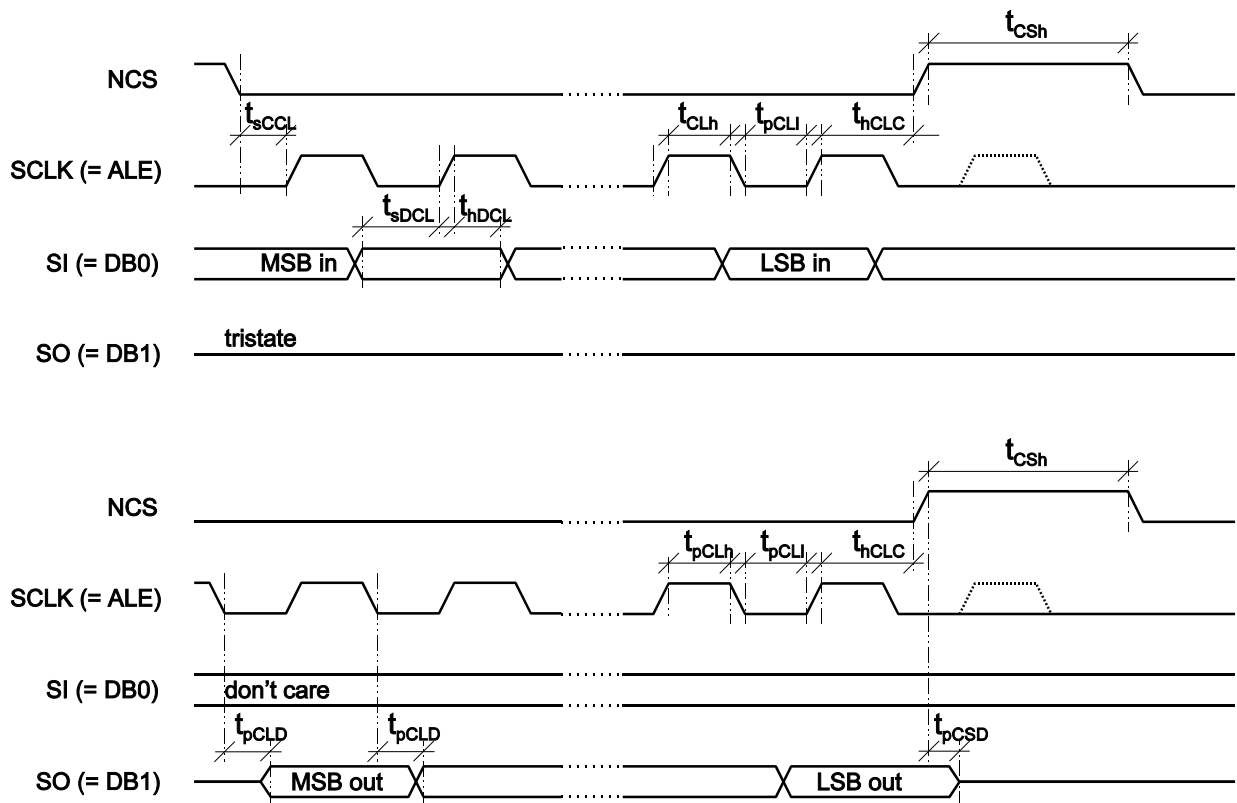 tCSh
NCS
tsCCL
tCLh
tpCLl
thCLC
SCLK (= ALE)
tsDCL
thDCL
SI (= DB0)
MSB in
LSB in
SO (= DB1)
tristate
tCSh
NCS
tpCLh
tpCLl
thCLC
SCLK (= ALE)
SI (= DB0)
don't care
tpCLD
tpCLD
tpCSD
SO (= DB1)
MSB out
LSB out